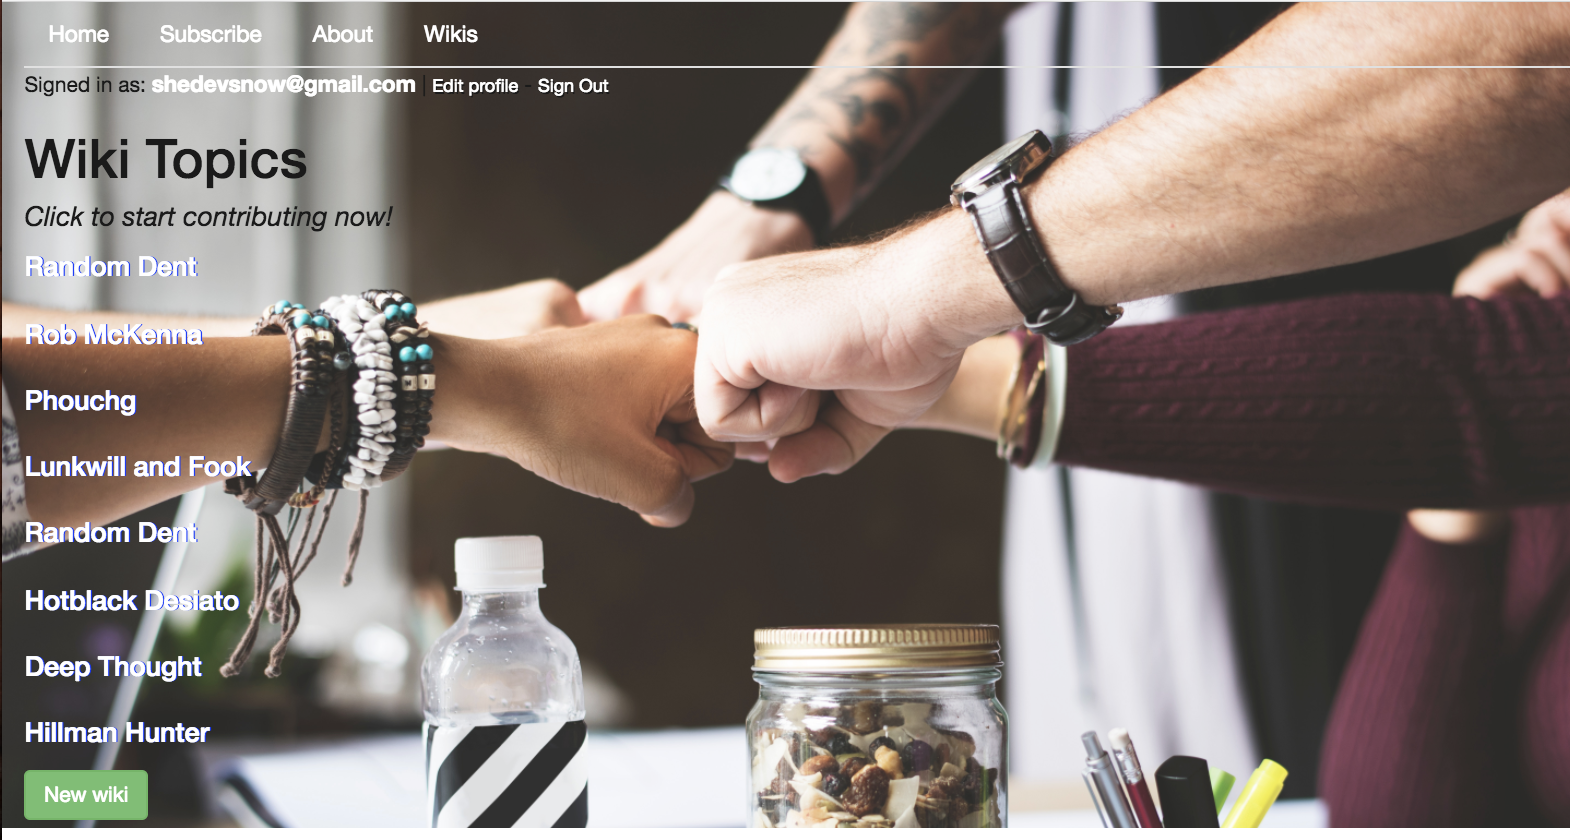 Home Subscribe About Wikis
Signed in as: shedevsnow@gmail.com | Edit profile - Sign Out
Wiki Topics
Click to start contributing now!
Random Dent
Rob McKenna
Phouchg
Lunkwill and Fook
Random Dent
Hotblack Desiato
Deep Thought
Hillman Hunter
New wiki